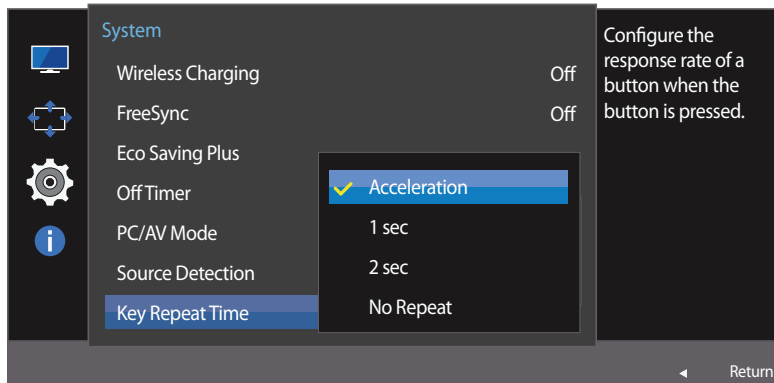 System
Wireless Charging Off
FreeSync Off
Eco Saving Plus
Off Timer
PC/AV Mode
Source Detection
Key Repeat Time
Acceleration
1 sec
2 sec
No Repeat
Configure the
response rate of a
button when the
button is pressed.
Return